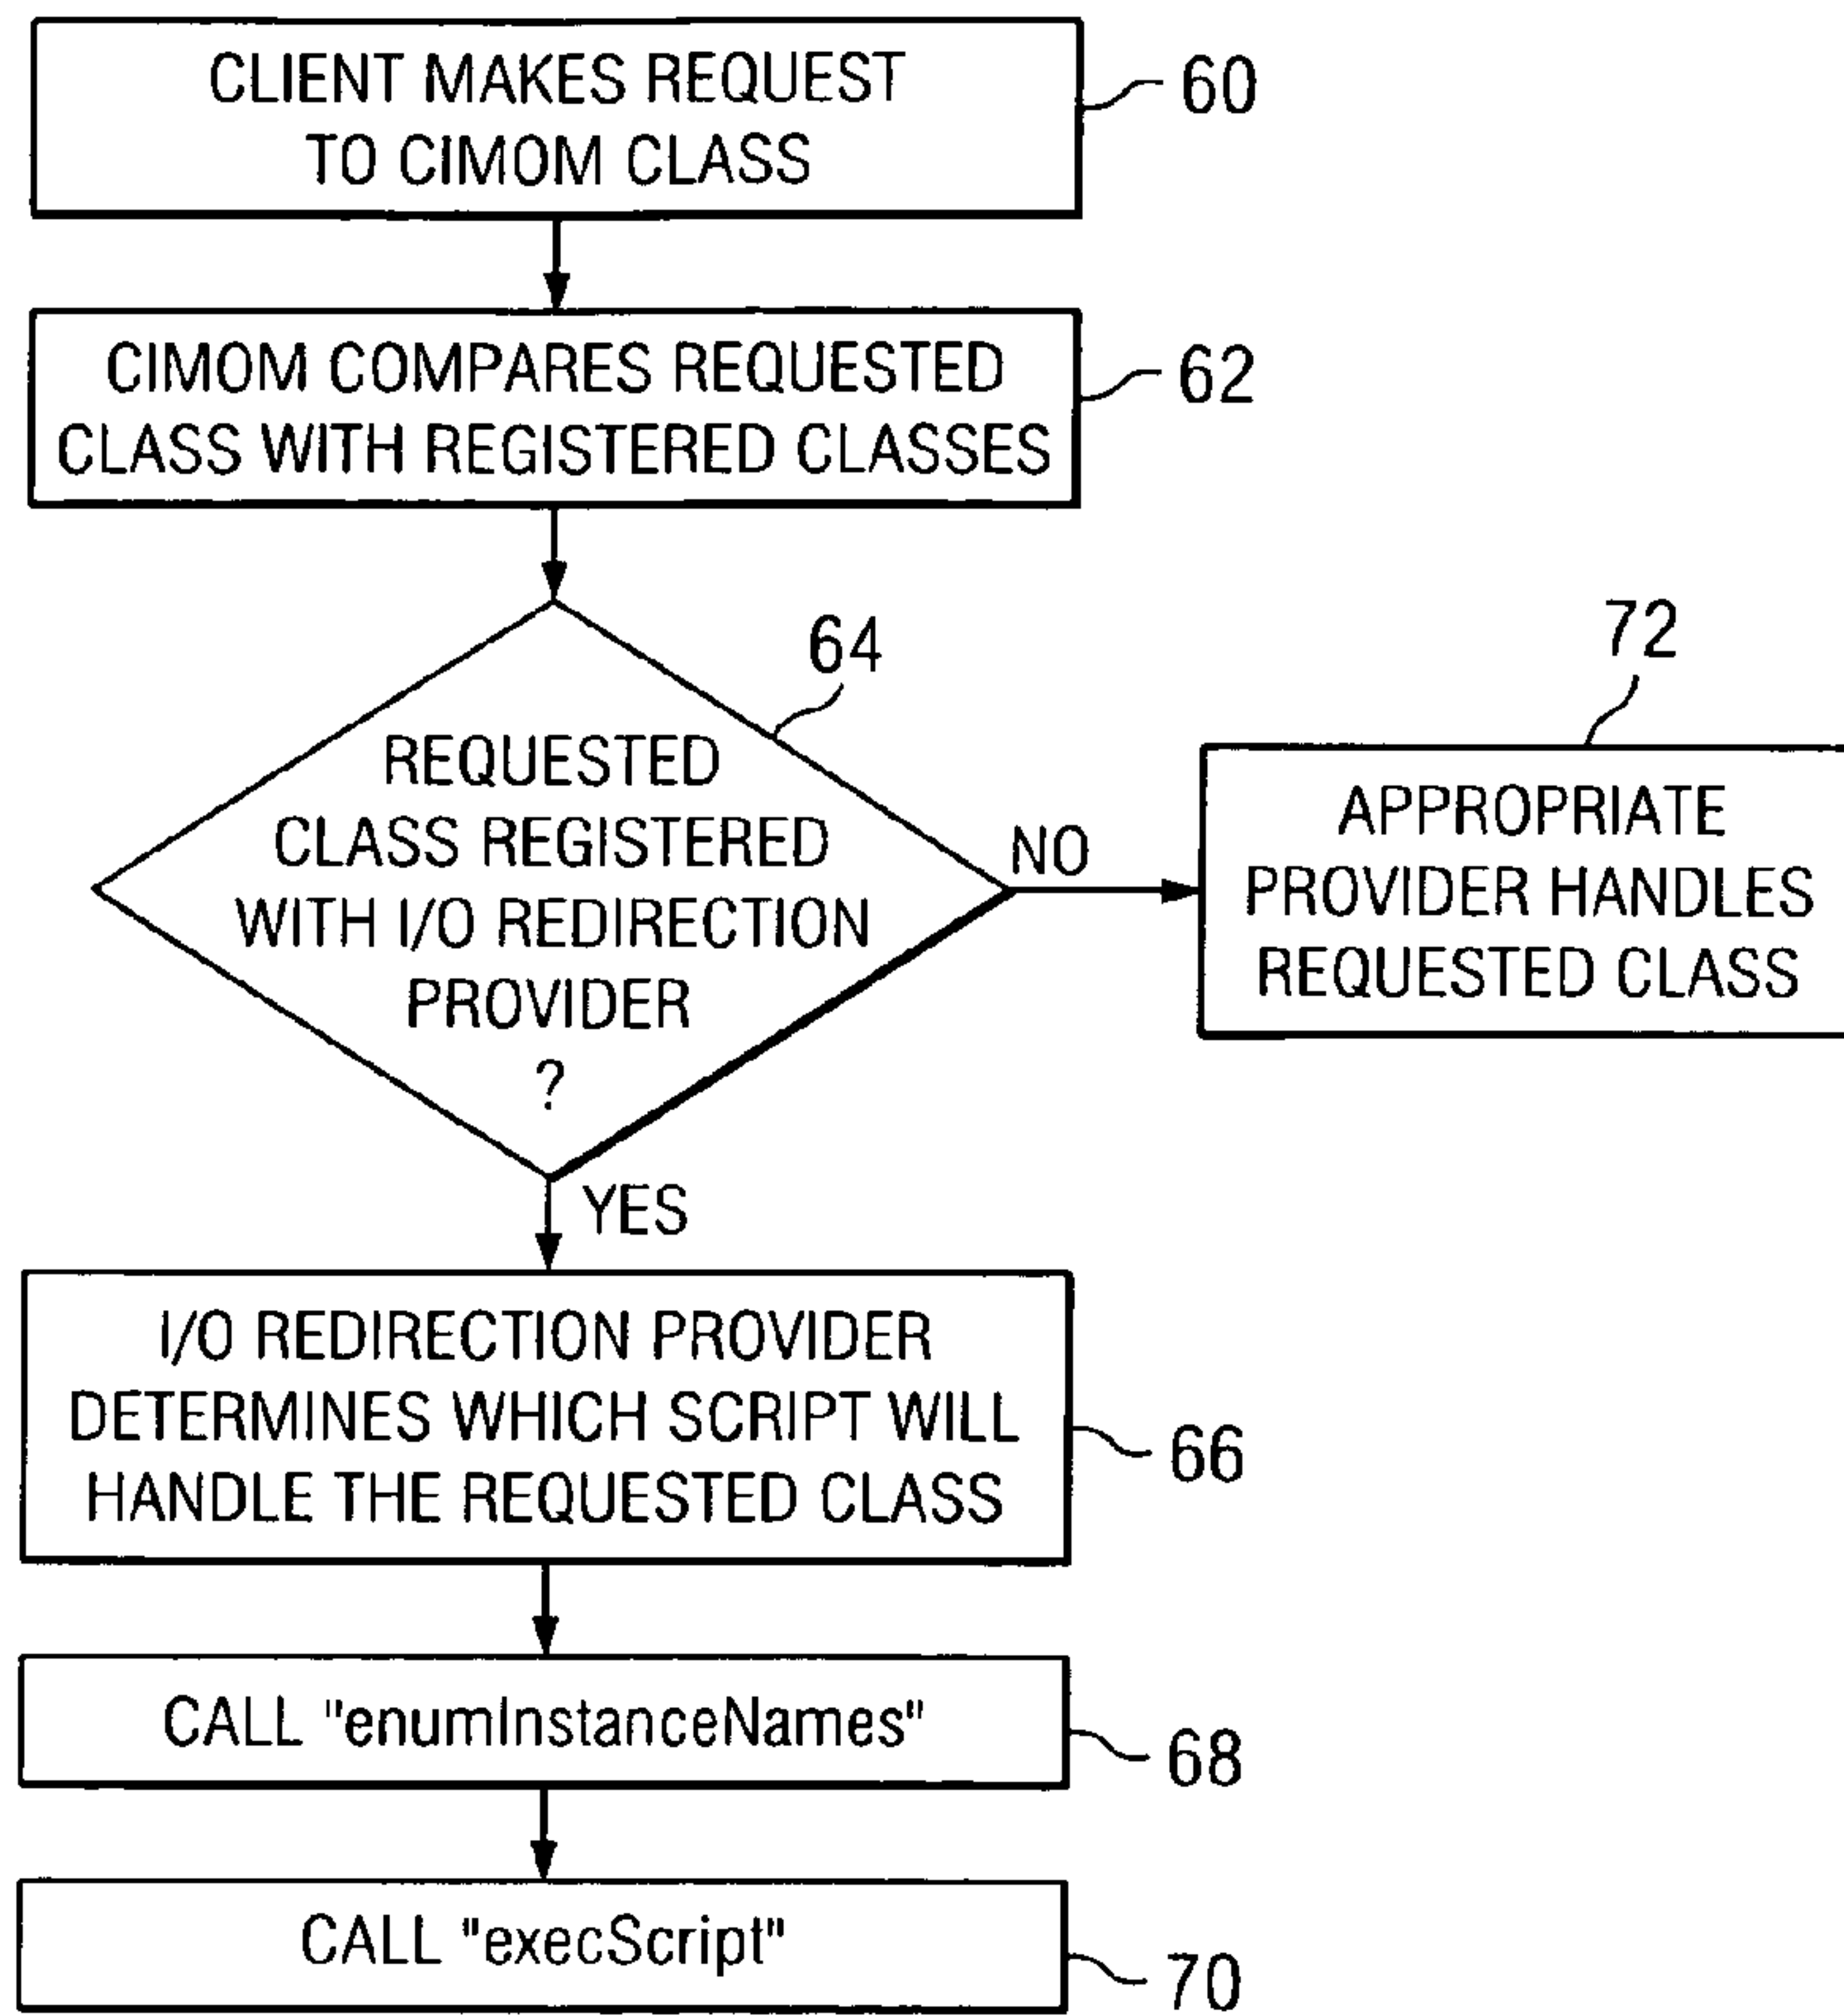 CLIENT MAKES REQUEST
TO CIMOM CLASS
60
CIMOM COMPARES REQUESTED
CLASS WITH REGISTERED CLASSES
62
64
REQUESTED
CLASS REGISTERED
WITH I/O REDIRECTION
PROVIDER
?
NO
72
APPROPRIATE
PROVIDER HANDLES
REQUESTED CLASS
YES
I/O REDIRECTION PROVIDER
DETERMINES WHICH SCRIPT WILL
HANDLE THE REQUESTED CLASS
66
CALL "enumInstanceNames"
68
CALL "execScript"
70